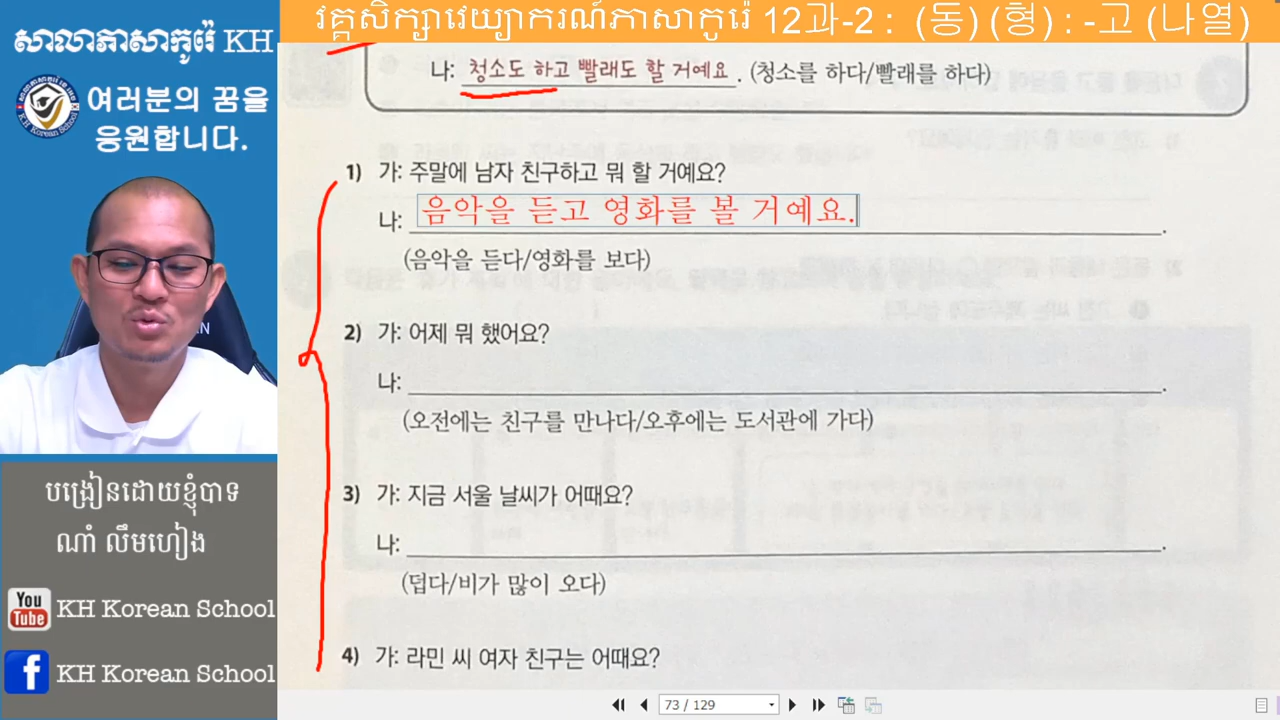 វគ្គសិក្សាវេយ្យាករណ៍ភាសាកូរ៉េ 12과-2 : (동) (형) : -고 (나열)
សាលាភាសាកូរ៉េ KH
여러분의 꿈을
응원합니다.
나: 청소도 하고 빨래도 할 거예요. (청소를 하다/빨래를 하다)
1) 가: 주말에 남자 친구하고 뭐 할 거예요?
나: 음악을 듣고 영화를 볼 거예요.
(음악을 듣다/영화를 보다)
2) 가: 어제 뭐 했어요?
나:
(오전에는 친구를 만나다/오후에는 도서관에 가다)
3) 가: 지금 서울 날씨가 어때요?
나:
(덥다/비가 많이 오다)
4) 가: 라민 씨 여자 친구는 어때요?
បង្រៀនដោយខ្ញុំបាទ
ណាំ លឹមហៀង
You Tube KH Korean School
f KH Korean School
73 / 129